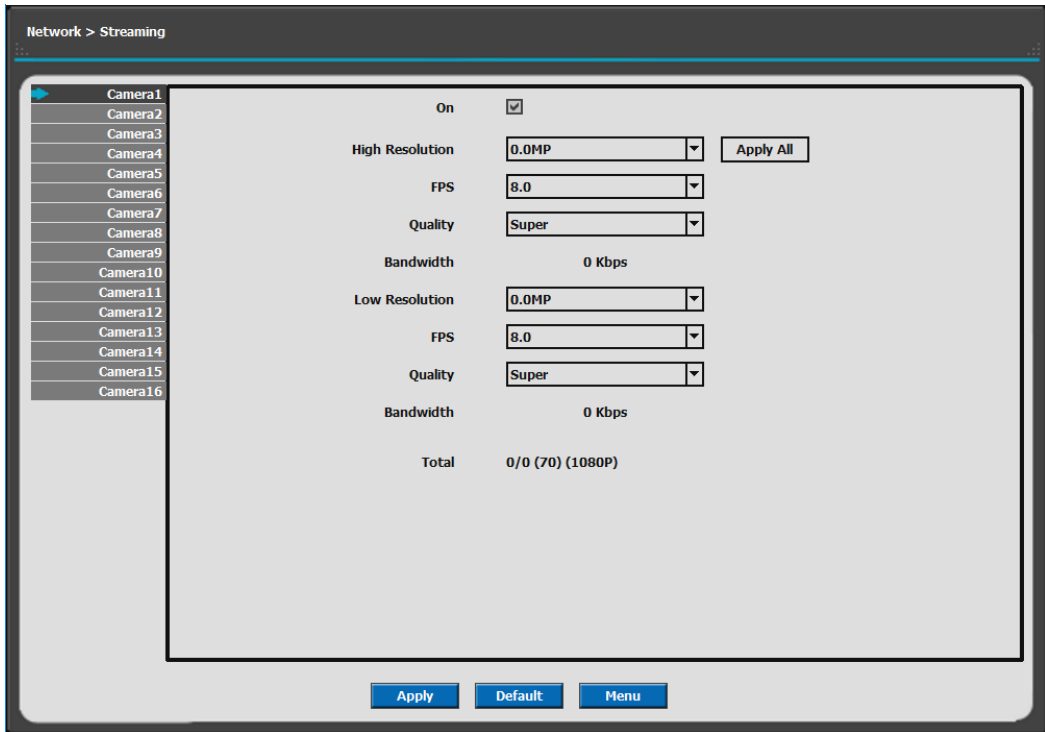 Network > Streaming
Camera1
Camera2
Camera3
Camera4
Camera5
Camera6
Camera7
Camera8
Camera9
Camera10
Camera11
Camera12
Camera13
Camera14
Camera15
Camera16
On
High Resolution 0.0MP Apply All
FPS 8.0
Quality Super
Bandwidth 0 Kbps
Low Resolution 0.0MP
FPS 8.0
Quality Super
Bandwidth 0 Kbps
Total 0/0 (70) (1080P)
Apply Default Menu